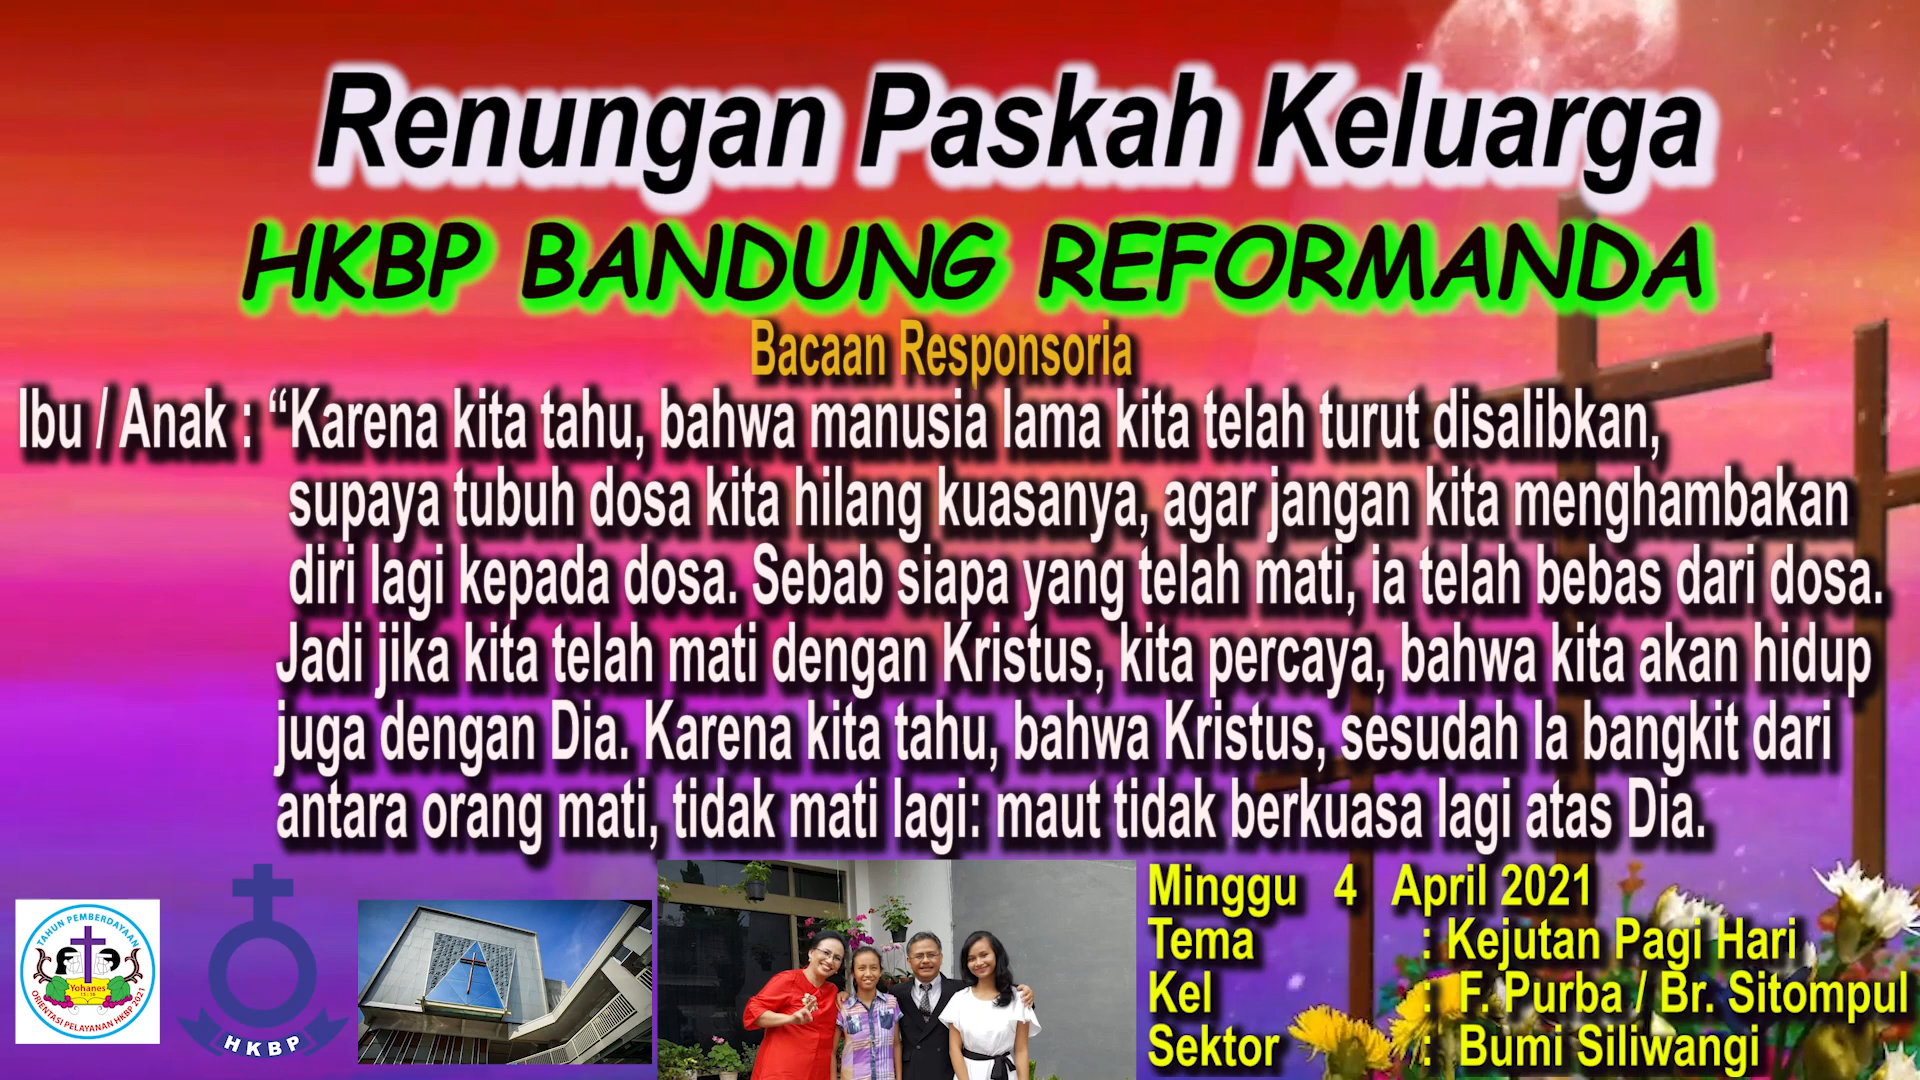 Renungan Paskah Keluarga
HKBP BANDUNG REFORMANDA
Bacaan Responsoria
Ibu / Anak : “Karena kita tahu, bahwa manusia lama kita telah turut disalibkan,
supaya tubuh dosa kita hilang kuasanya, agar jangan kita menghambakan
diri lagi kepada dosa. Sebab siapa yang telah mati, ia telah bebas dari dosa.
Jadi jika kita telah mati dengan Kristus, kita percaya, bahwa kita akan hidup
juga dengan Dia. Karena kita tahu, bahwa Kristus, sesudah Ia bangkit dari
antara orang mati, tidak mati lagi: maut tidak berkuasa lagi atas Dia.
TAHUN PEMBERDAYAAN
Yohanes
15:16
ORIENTASI PELAYANAN HKBP 2021
HKBP
Minggu 4 April 2021
Tema : Kejutan Pagi Hari
Kel : F. Purba / Br. Sitompul
Sektor : Bumi Siliwangi